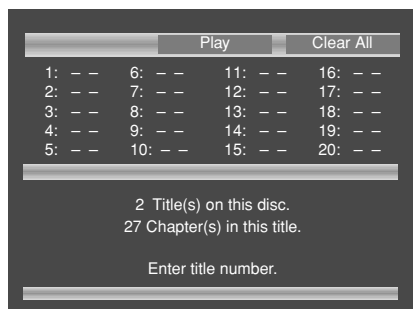 Play Clear All
1: – – 6: – – 11: – – 16: – –
2: – – 7: – – 12: – – 17: – –
3: – – 8: – – 13: – – 18: – –
4: – – 9: – – 14: – – 19: – –
5: – – 10: – – 15: – – 20: – –
2 Title(s) on this disc.
27 Chapter(s) in this title.
Enter title number.